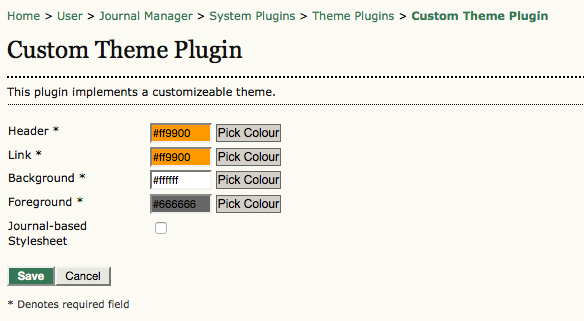 Home > User > Journal Manager > System Plugins > Theme Plugins > Custom Theme Plugin
Custom Theme Plugin
This plugin implements a customizeable theme.
Header * #ff9900 Pick Colour
Link * #ff9900 Pick Colour
Background * #ffffff Pick Colour
Foreground * #666666 Pick Colour
Journal-based
Stylesheet
Save Cancel
* Denotes required field